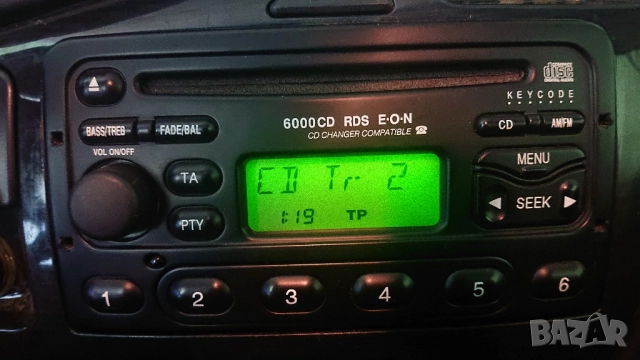 disc
KEYCODE
6000CD RDS E·O·N
CD CHANGER COMPATIBLE
BASS/TREB FADE/BAL
CD AM/FM
VOL ON/OFF
MENU
TA
CD Tr 2
SEEK
PTY
1:19 TP
1 2 3 4 5 6
BAZAR